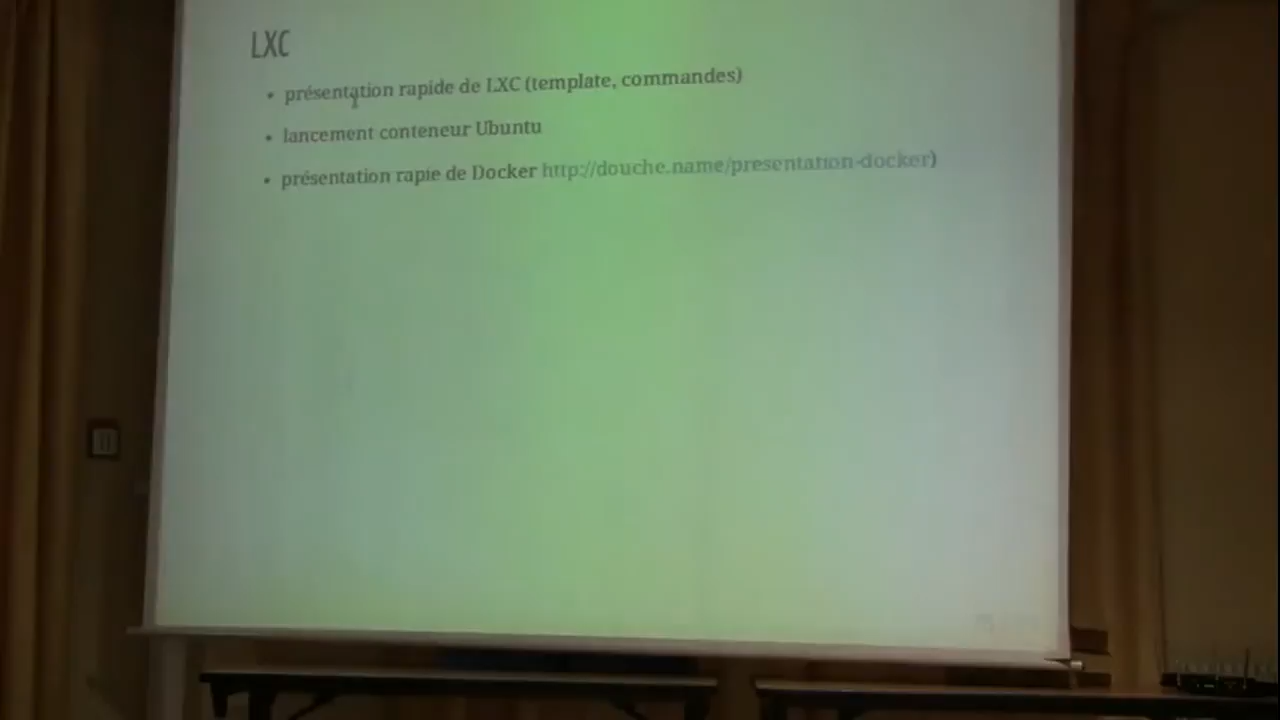 LXC
• présentation rapide de LXC (template, commandes)
• lancement conteneur Ubuntu
• présentation rapie de Docker http://douche.name/presentation-docker)